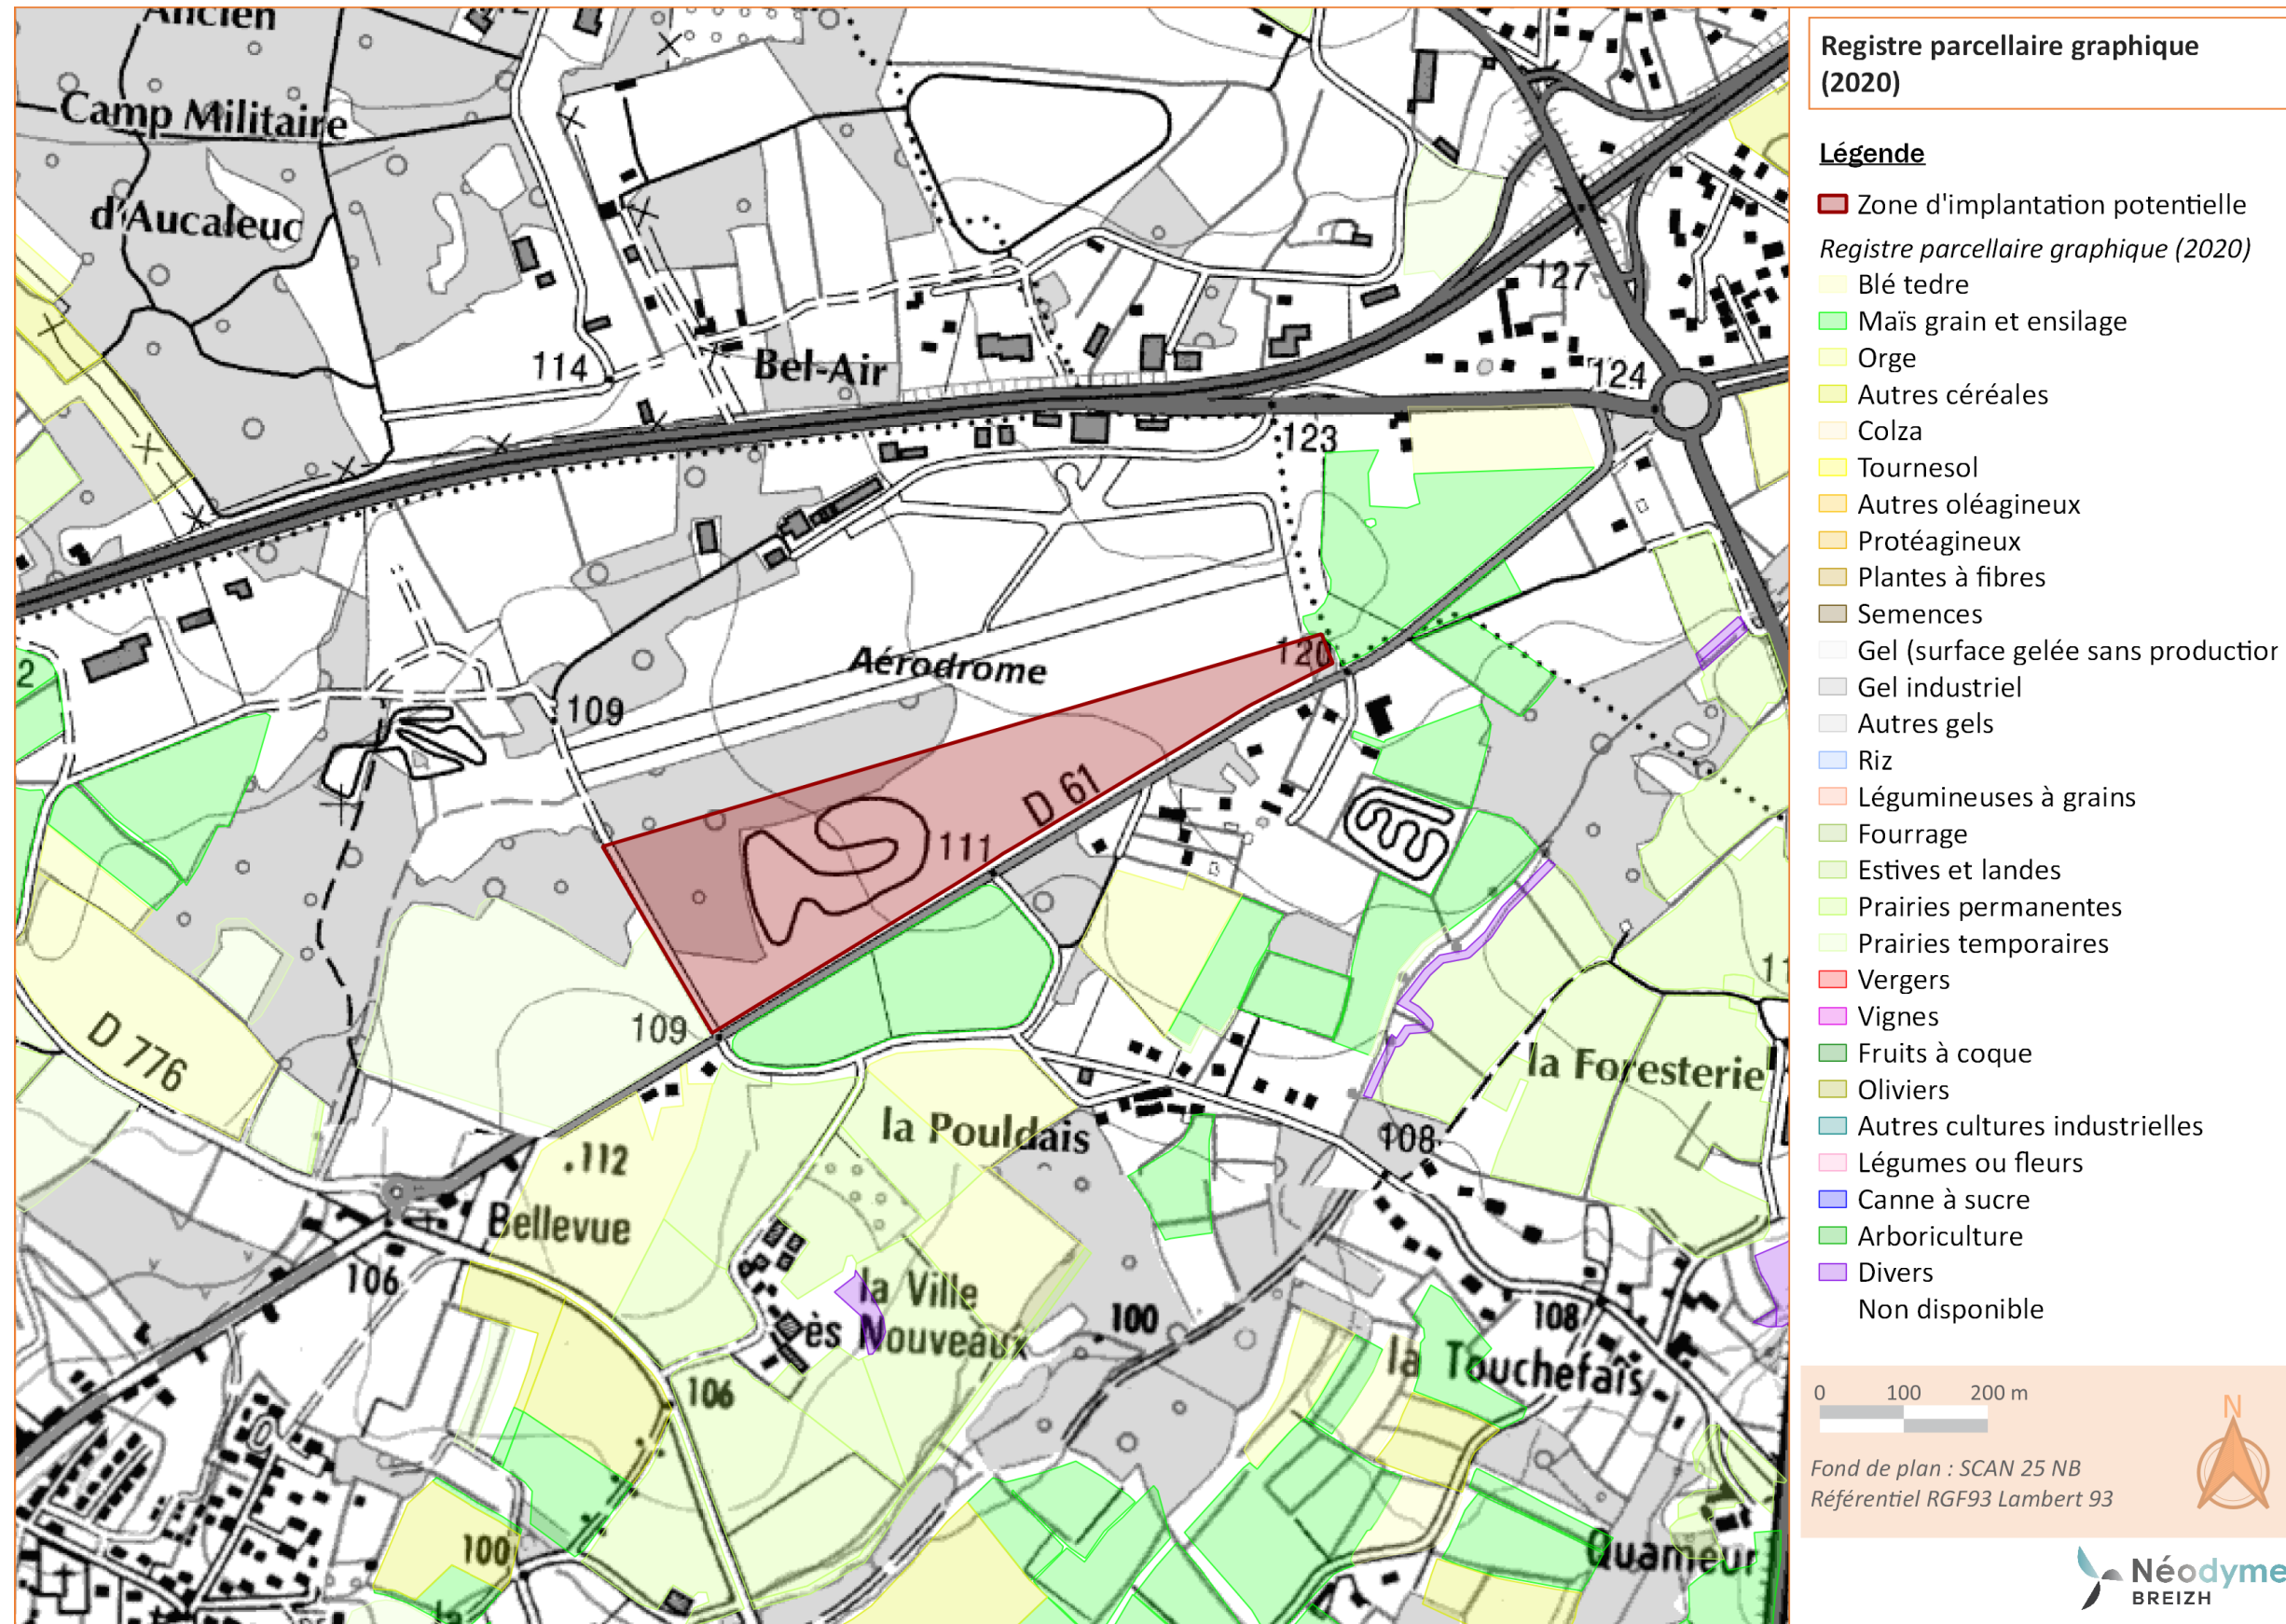 Ancien
Camp Militaire
d'Aucaleuc
114
Bel-Air
127
124
123
120
Aérodrome
109
2
D 61
111
109
D 776
la Pouldais
la Foresterie
11
.112
Bellevue
108
106
la Ville
ès Nouveaux
100
108
la Touchefais
106
100
Quameur
la
Registre parcellaire graphique
(2020)
Légende
Zone d'implantation potentielle
Registre parcellaire graphique (2020)
Blé tedre
Maïs grain et ensilage
Orge
Autres céréales
Colza
Tournesol
Autres oléagineux
Protéagineux
Plantes à fibres
Semences
Gel (surface gelée sans production
Gel industriel
Autres gels
Riz
Légumineuses à grains
Fourrage
Estives et landes
Prairies permanentes
Prairies temporaires
Vergers
Vignes
Fruits à coque
Oliviers
Autres cultures industrielles
Légumes ou fleurs
Canne à sucre
Arboriculture
Divers
Non disponible
0 100 200 m
N
Fond de plan : SCAN 25 NB
Référentiel RGF93 Lambert 93
Néodyme
BREIZH